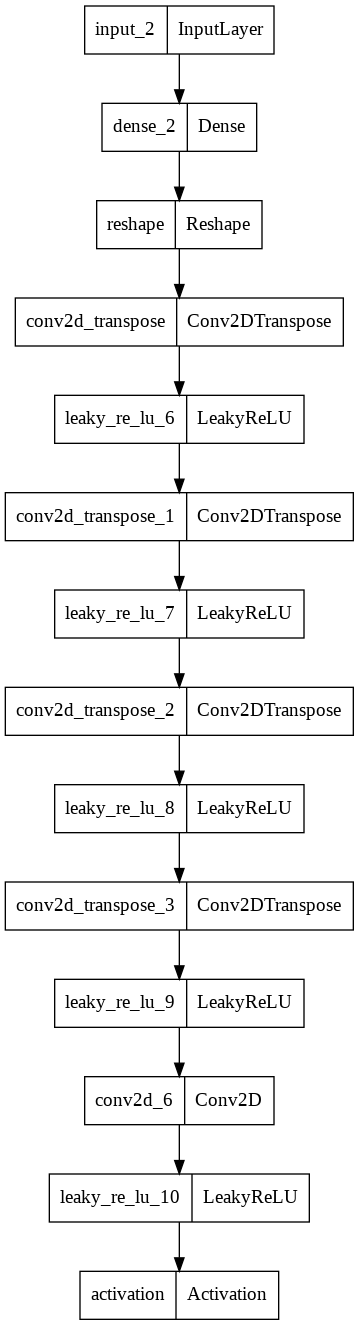 input_2 InputLayer
dense_2 Dense
reshape Reshape
conv2d_transpose Conv2DTranspose
leaky_re_lu_6 LeakyReLU
conv2d_transpose_1 Conv2DTranspose
leaky_re_lu_7 LeakyReLU
conv2d_transpose_2 Conv2DTranspose
leaky_re_lu_8 LeakyReLU
conv2d_transpose_3 Conv2DTranspose
leaky_re_lu_9 LeakyReLU
conv2d_6 Conv2D
leaky_re_lu_10 LeakyReLU
activation Activation